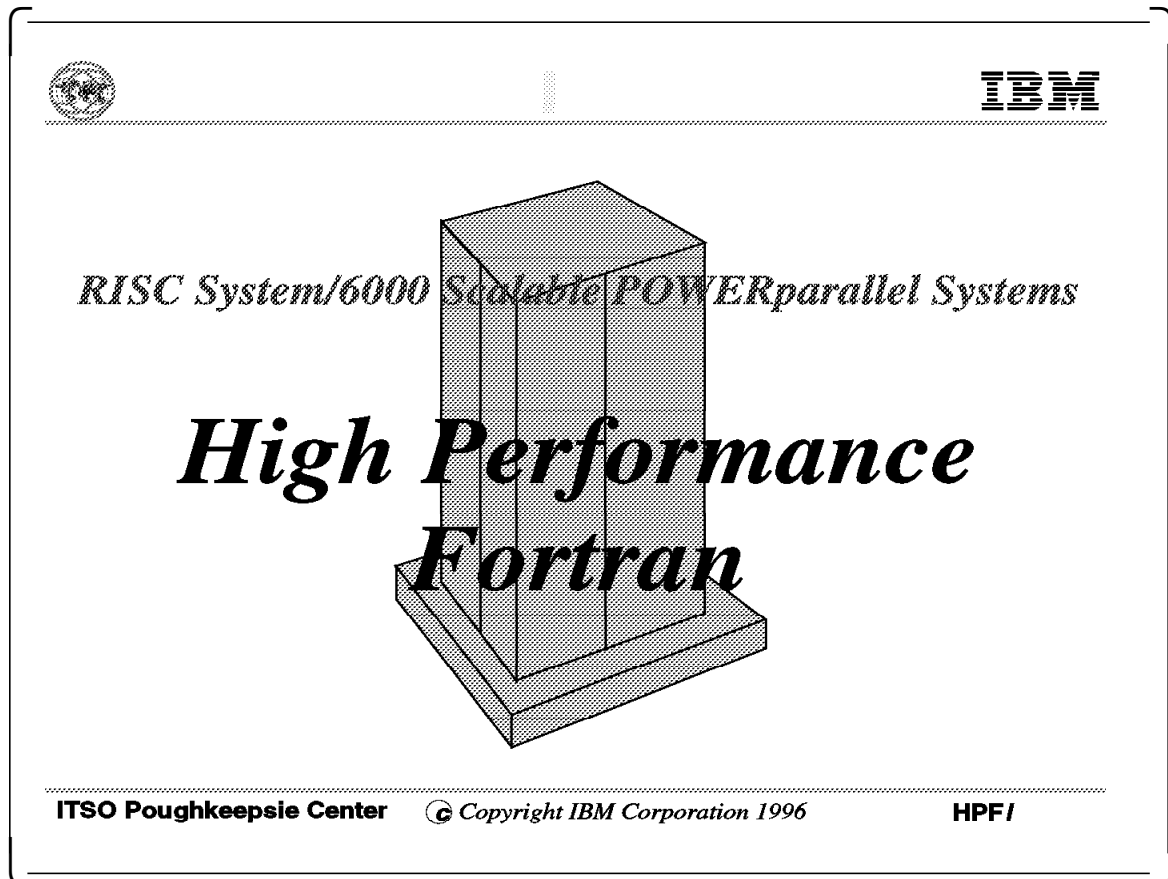 IBM
RISC System/6000 Scalable POWERparallel Systems
High Performance
Fortran
ITSO Poughkeepsie Center © Copyright IBM Corporation 1996 HPF/